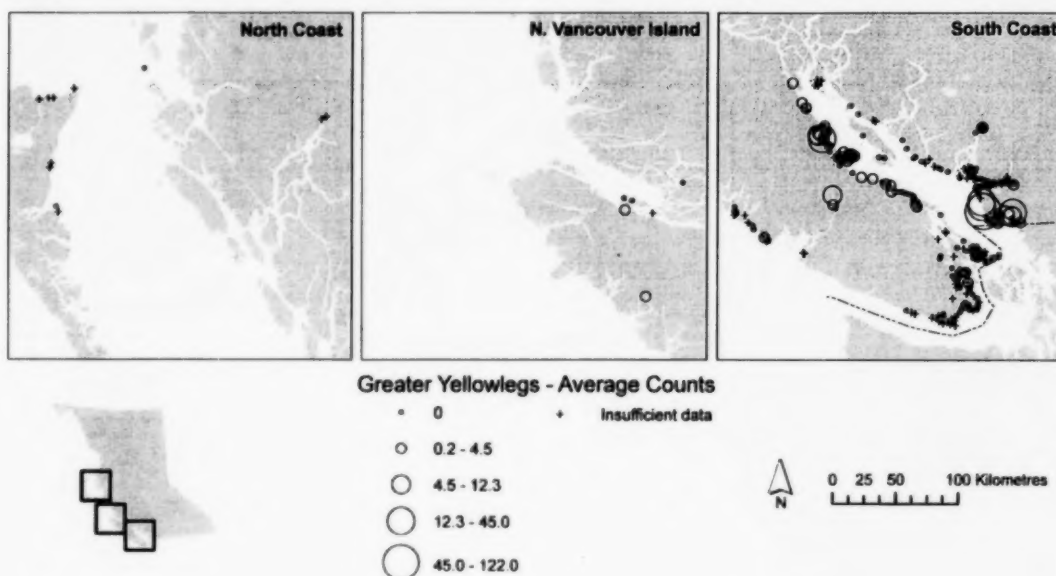 North Coast
N. Vancouver Island
South Coast
Greater Yellowlegs - Average Counts
0
Insufficient data
0.2 - 4.5
4.5 - 12.3
12.3 - 45.0
45.0 - 122.0
N
0 25 50 100 Kilometres